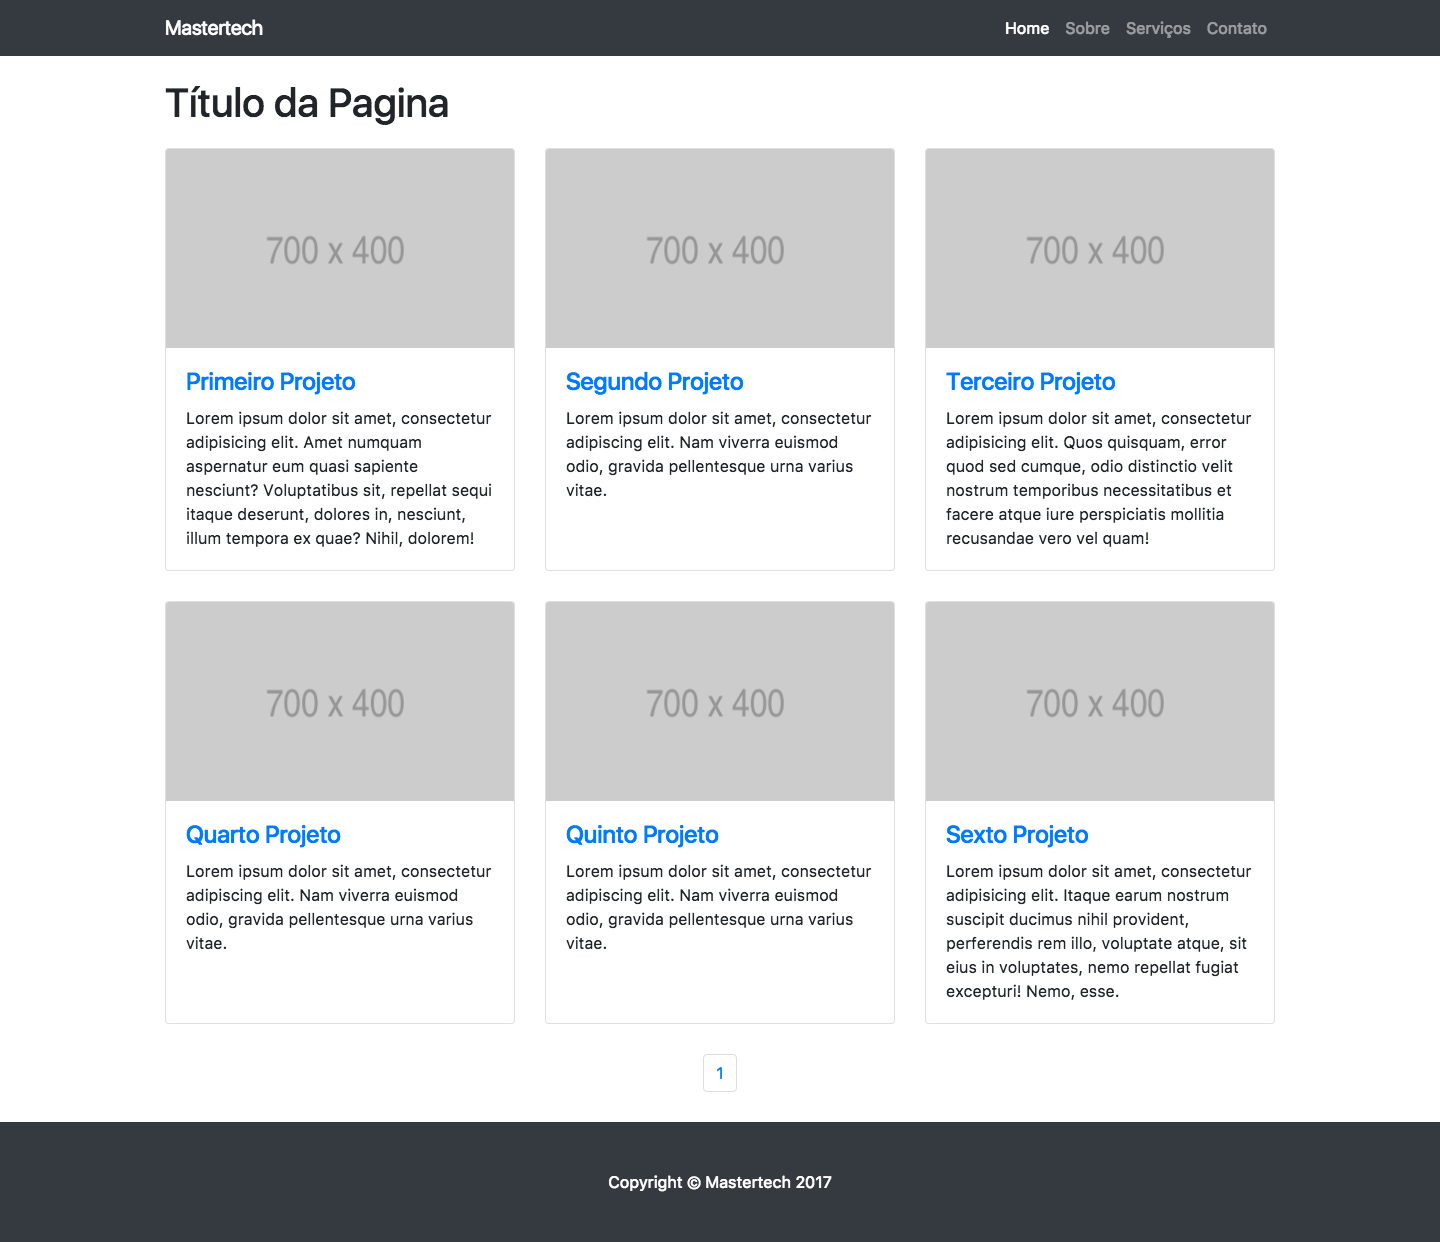 Mastertech
Home Sobre Serviços Contato
Título da Pagina
700 x 400
Primeiro Projeto
Lorem ipsum dolor sit amet, consectetur
adipisicing elit. Amet numquam
aspernatur eum quasi sapiente
nesciunt? Voluptatibus sit, repellat sequi
itaque deserunt, dolores in, nesciunt,
illum tempora ex quae? Nihil, dolorem!
700 x 400
Segundo Projeto
Lorem ipsum dolor sit amet, consectetur
adipiscing elit. Nam viverra euismod
odio, gravida pellentesque urna varius
vitae.
700 x 400
Terceiro Projeto
Lorem ipsum dolor sit amet, consectetur
adipisicing elit. Quos quisquam, error
quod sed cumque, odio distinctio velit
nostrum temporibus necessitatibus et
facere atque iure perspiciatis mollitia
recusandae vero vel quam!
700 x 400
Quarto Projeto
Lorem ipsum dolor sit amet, consectetur
adipiscing elit. Nam viverra euismod
odio, gravida pellentesque urna varius
vitae.
700 x 400
Quinto Projeto
Lorem ipsum dolor sit amet, consectetur
adipiscing elit. Nam viverra euismod
odio, gravida pellentesque urna varius
vitae.
700 x 400
Sexto Projeto
Lorem ipsum dolor sit amet, consectetur
adipisicing elit. Itaque earum nostrum
suscipit ducimus nihil provident,
perferendis rem illo, voluptate atque, sit
eius in voluptates, nemo repellat fugiat
excepturi! Nemo, esse.
1
Copyright © Mastertech 2017